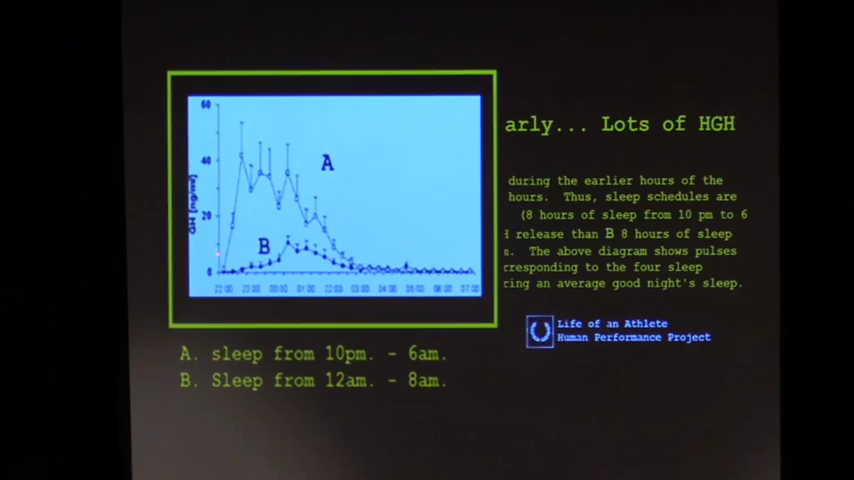 arly... Lots of HGH
60
40
20
0
GH [ng/ml]
A
B
22:00 23:00 00:00 01:00 02:00 03:00 04:00 05:00 06:00 07:00
during the earlier hours of the
hours. Thus, sleep schedules are
(8 hours of sleep from 10 pm to 6
H release than B 8 hours of sleep
m. The above diagram shows pulses
rresponding to the four sleep
ring an average good night's sleep.
Life of an Athlete
Human Performance Project
A. sleep from 10pm. - 6am.
B. Sleep from 12am. - 8am.